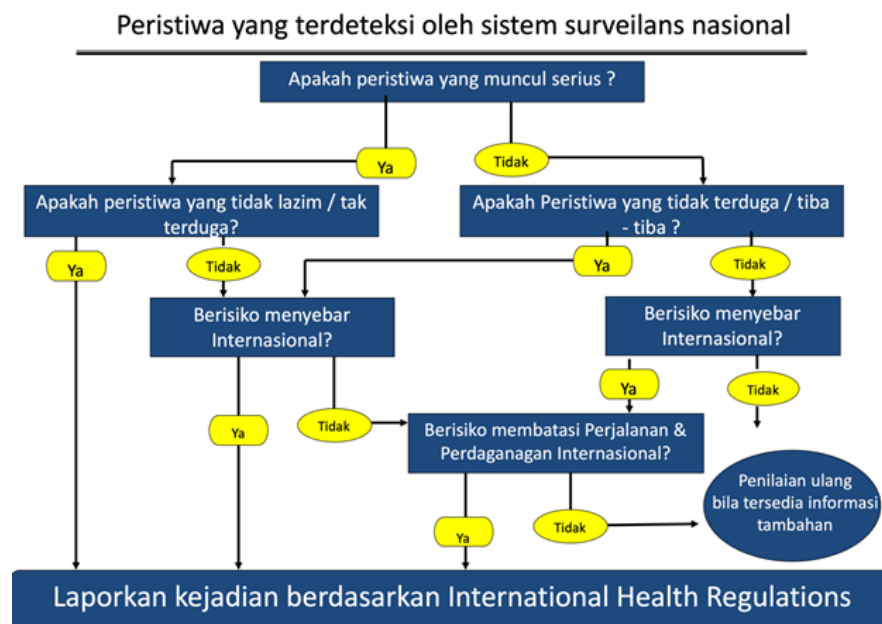 Peristiwa yang terdeteksi oleh sistem surveilans nasional
Apakah peristiwa yang muncul serius ?
Ya
Tidak
Apakah peristiwa yang tidak lazim / tak
terduga?
Apakah Peristiwa yang tidak terduga / tiba
- tiba ?
Ya
Tidak
Ya
Tidak
Berisiko menyebar
Internasional?
Berisiko menyebar
Internasional?
Ya
Tidak
Ya
Tidak
Berisiko membatasi Perjalanan &
Perdaganagan Internasional?
Penilaian ulang
bila tersedia informasi
tambahan
Ya
Tidak
Laporkan kejadian berdasarkan International Health Regulations